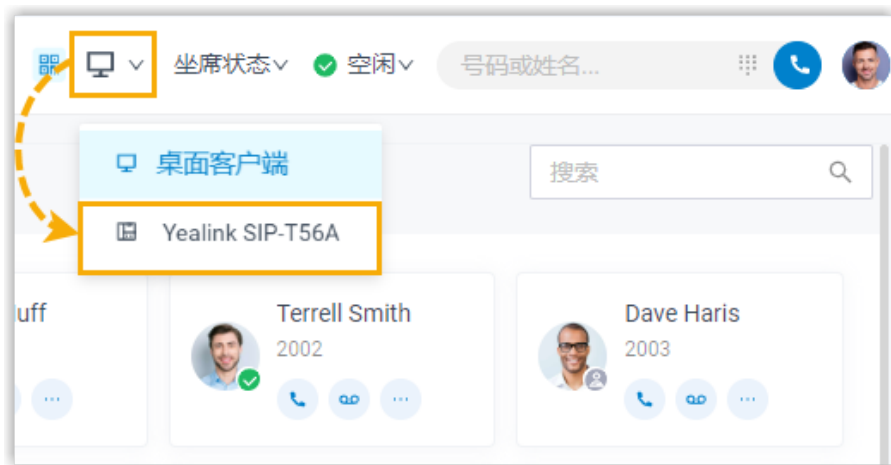 坐席状态
空闲
号码或姓名...
桌面客户端
搜索
Yealink SIP-T56A
uff
Terrell Smith
2002
Dave Haris
2003